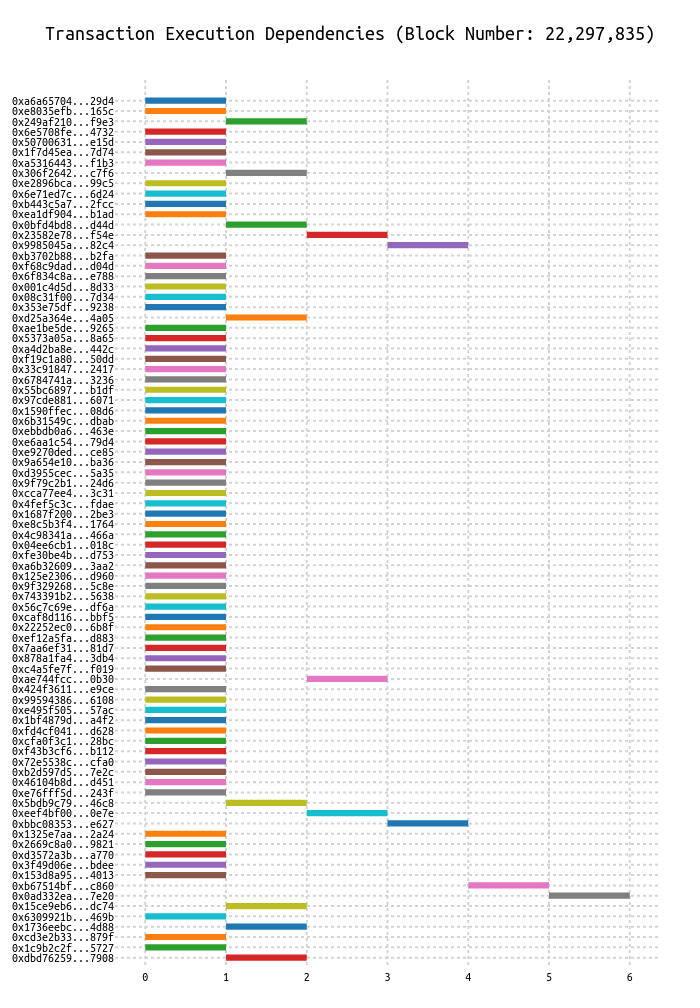 Transaction Execution Dependencies (Block Number: 22,297,835)
0xa6a65704...29d4
0xe8035efb...165c
0x249af210...f9e3
0x6e5708fe...4732
0x50700631...e15d
0x1f7d45ea...7d74
0xa5316443...f1b3
0x306f2642...c7f6
0xe2896bca...99c5
0x6e71ed7c...6d24
0xb443c5a7...2fcc
0xea1df904...b1ad
0x0bfd4bd8...d44d
0x23582e78...f54e
0x9985045a...82c4
0xb3702b88...b2fa
0xf68c9dad...d04d
0x6f834c8a...e788
0x001c4d5d...8d33
0x08c31f00...7d34
0x353e75df...9238
0xd25a364e...4a05
0xae1be5de...9265
0x5373a05a...8a65
0xa4d2ba8e...442c
0xf19c1a80...50dd
0x33c91847...2417
0x6784741a...3236
0x55bc6897...b1df
0x97cde881...6071
0x1590ffec...08d6
0x6b31549c...dbab
0xebbdb0a6...463e
0xe6aa1c54...79d4
0xe9270ded...ce85
0x9a654e10...ba36
0xd3955cec...5a35
0x9f79c2b1...24d6
0xcca77ee4...3c31
0x4fef5c3c...fdae
0x1687f200...2be3
0xe8c5b3f4...1764
0x4c98341a...466a
0x04ee6cb1...018c
0xfe30be4b...d753
0xa6b32609...3aa2
0x125e2306...d960
0x9f329268...5c8e
0x743391b2...5638
0x56c7c69e...df6a
0xcaf8d116...bbf5
0x22252ec0...6b8f
0xef12a5fa...d883
0x7aa6ef31...81d7
0x878a1fa4...3db4
0xc4a5fe7f...f019
0xae744fcc...0b30
0x424f3611...e9ce
0x99594386...6108
0xe495f505...57ac
0x1bf4879d...a4f2
0xfd4cf041...d628
0xcfa0f3c1...28bc
0xf43b3cf6...b112
0x72e5538c...cfa0
0xb2d597d5...7e2c
0x46104b8d...d451
0xe76fff5d...243f
0x5bdb9c79...46c8
0xeef4bf00...0e7e
0xbbc08353...e627
0x1325e7aa...2a24
0x2669c8a0...9821
0xd3572a3b...a770
0x3f49d06e...bdee
0x153d8a95...4013
0xb67514bf...c860
0x0ad332ea...7e20
0x15ce9eb6...dc74
0x6309921b...469b
0x1736eebc...4d88
0xcd3e2b33...879f
0x1c9b2c2f...5727
0xdbd76259...7908
0 1 2 3 4 5 6